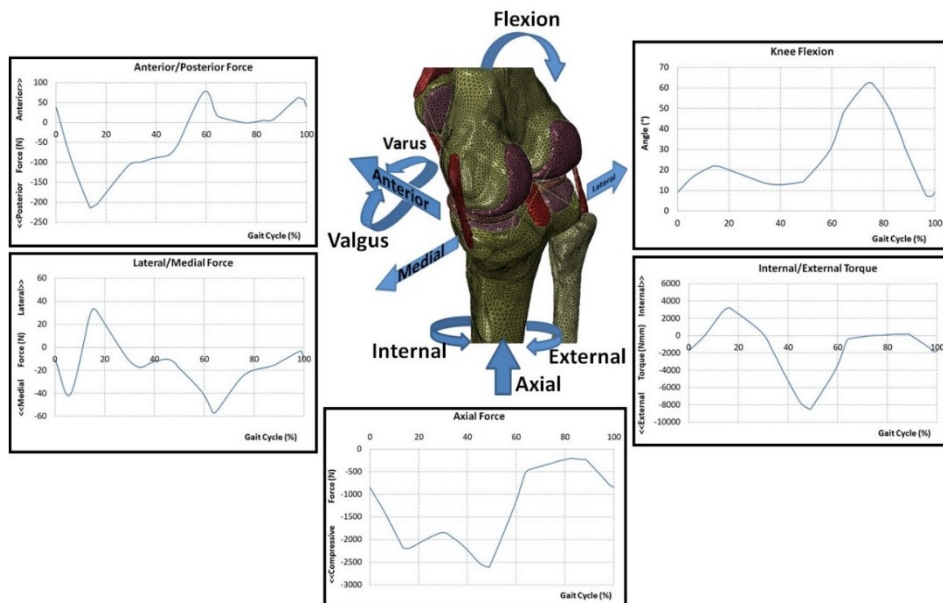 Flexion
Anterior/Posterior Force
Anterior>>
Force (N)
<<Posterior
100
50
0
-50
-100
-150
-200
-250
0 20 40 60 80 100
Gait Cycle (%)
Knee Flexion
Angle (°)
70
60
50
40
30
20
10
0
0 20 40 60 80 100
Gait Cycle (%)
Varus
Anterior
Valgus
Medial
Lateral
Internal
External
Axial
Lateral/Medial Force
Lateral>>
Force (N)
<<Medial
60
40
20
0
-20
-40
-60
0 20 40 60 80 100
Gait Cycle (%)
Internal/External Torque
Internal>>
Torque (Nmm)
<<External
6000
4000
2000
0
-2000
-4000
-6000
-8000
-10000
0 20 40 60 80 100
Gait Cycle (%)
Axial Force
0 20 40 60 80 100
Force (N)
<<Compressive
0
-500
-1000
-1500
-2000
-2500
-3000
Gait Cycle (%)